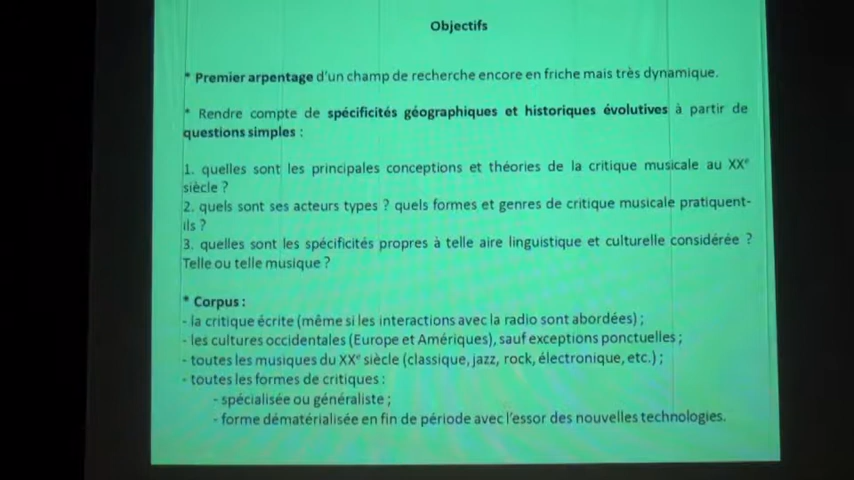 Objectifs
* Premier arpentage d'un champ de recherche encore en friche mais très dynamique.
* Rendre compte de spécificités géographiques et historiques évolutives à partir de
questions simples :
1. quelles sont les principales conceptions et théories de la critique musicale au XXe
siècle ?
2. quels sont ses acteurs types ? quels formes et genres de critique musicale pratiquent-
ils ?
3. quelles sont les spécificités propres à telle aire linguistique et culturelle considérée ?
Telle ou telle musique ?
* Corpus :
- la critique écrite (même si les interactions avec la radio sont abordées) ;
- les cultures occidentales (Europe et Amériques), sauf exceptions ponctuelles ;
- toutes les musiques du XXe siècle (classique, jazz, rock, électronique, etc.) ;
- toutes les formes de critiques :
- spécialisée ou généraliste ;
- forme dématérialisée en fin de période avec l'essor des nouvelles technologies.